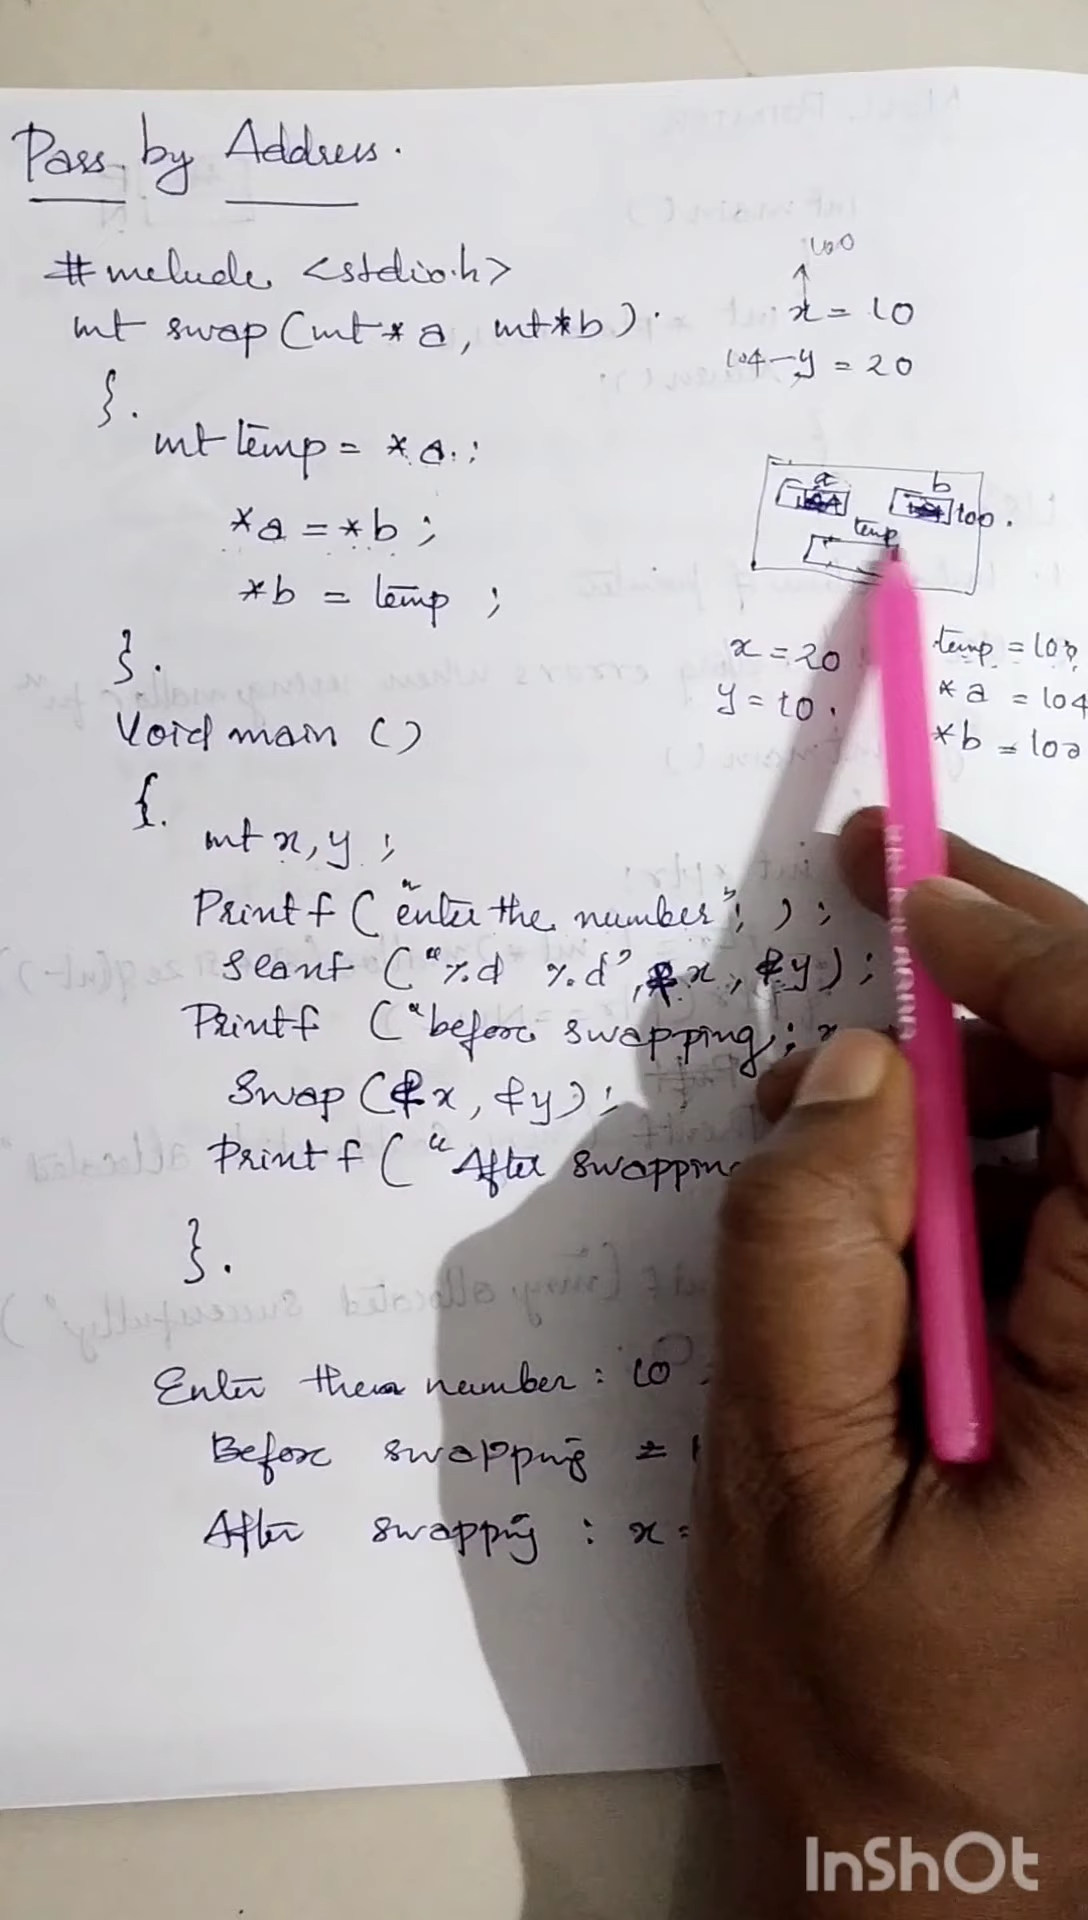 Pass by Address.
#include <stdio.h>
int swap (int *a, int *b).
}.
int temp = *a;
*a = *b ;
*b = temp ;
}.
Void main ()
{.
int x, y ;
Printf ("enter the number", );
Scanf ("%d %d", &x, &y);
Printf ("before swapping ; x
Swap (&x, &y);
Printf ("After swapping
}.
Enter the number : 10
Before swapping =
After swapping : x =
100
x = 10
104 - y = 20
a
b
100.
temp
x = 20
y = 10.
temp = 100
*a = 104
*b = 100
InShOt